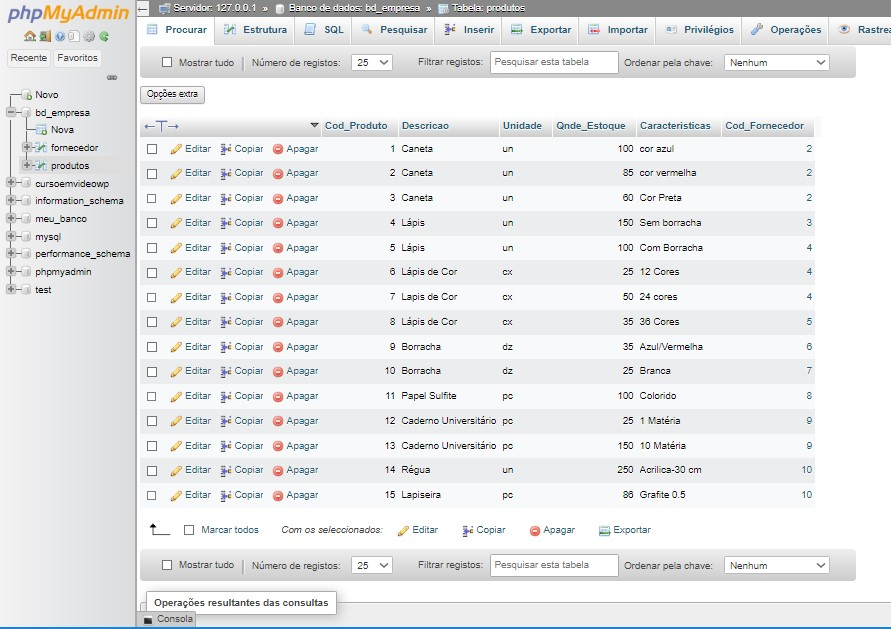 phpMyAdmin
Servidor: 127.0.0.1 » Banco de dados: bd_empresa » Tabela: produtos
Procurar Estrutura SQL Pesquisar Inserir Exportar Importar Privilégios Operações Rastrea
Recente Favoritos
Mostrar tudo Número de registos: 25 Filtrar registos: Pesquisar esta tabela Ordenar pela chave: Nenhum
Opções extra
Novo
bd_empresa
Nova
fornecedor
produtos
cursoemvideowp
information_schema
meu_banco
mysql
performance_schema
phpmyadmin
test
Cod_Produto Descricao Unidade Qnde_Estoque Caracteristicas Cod_Fornecedor
Editar Copiar Apagar 1 Caneta un 100 cor azul 2
Editar Copiar Apagar 2 Caneta un 85 cor vermelha 2
Editar Copiar Apagar 3 Caneta un 60 Cor Preta 2
Editar Copiar Apagar 4 Lápis un 150 Sem borracha 3
Editar Copiar Apagar 5 Lápis un 100 Com Borracha 4
Editar Copiar Apagar 6 Lápis de Cor cx 25 12 Cores 4
Editar Copiar Apagar 7 Lapis de Cor cx 50 24 cores 4
Editar Copiar Apagar 8 Lápis de Cor cx 35 36 Cores 5
Editar Copiar Apagar 9 Borracha dz 35 Azul/Vermelha 6
Editar Copiar Apagar 10 Borracha dz 25 Branca 7
Editar Copiar Apagar 11 Papel Sulfite pc 100 Colorido 8
Editar Copiar Apagar 12 Caderno Universitário pc 25 1 Matéria 9
Editar Copiar Apagar 13 Caderno Universitário pc 150 10 Matéria 9
Editar Copiar Apagar 14 Régua un 250 Acrilica-30 cm 10
Editar Copiar Apagar 15 Lapiseira pc 86 Grafite 0.5 10
Marcar todos Com os seleccionados: Editar Copiar Apagar Exportar
Mostrar tudo Número de registos: 25 Filtrar registos: Pesquisar esta tabela Ordenar pela chave: Nenhum
Operações resultantes das consultas
Consola